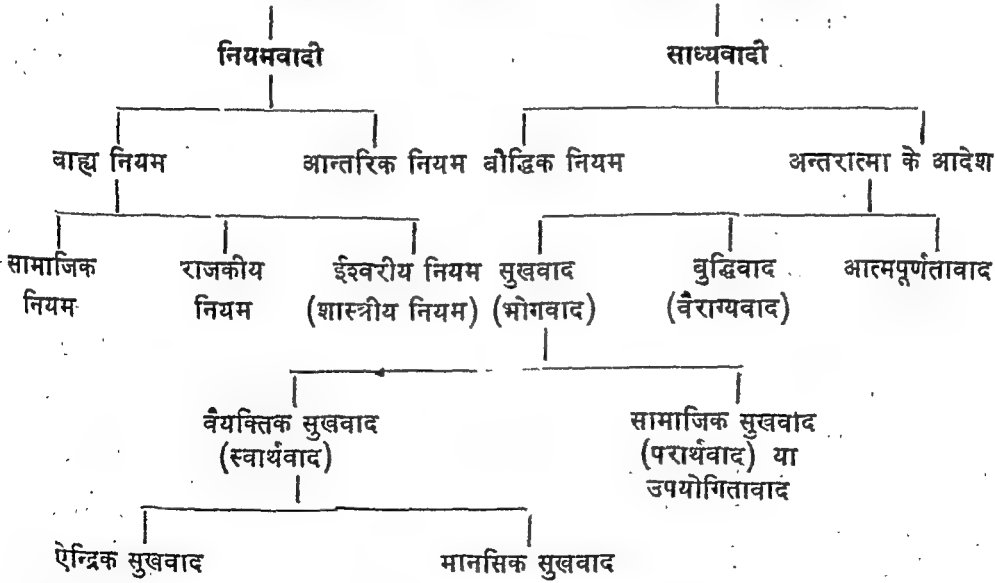 नियमवादी साध्यवादी
वाह्य नियम आन्तरिक नियम बौद्धिक नियम अन्तरात्मा के आदेश
सामाजिक राजकीय ईश्वरीय नियम सुखवाद बुद्धिवाद आत्मपूर्णतावाद
नियम नियम (शास्त्रीय नियम) (भोगवाद) (वैराग्यवाद)
वैयक्तिक सुखवाद सामाजिक सुखवाद
(स्वार्थवाद) (परार्थवाद) या
उपयोगितावाद
ऐन्द्रिक सुखवाद मानसिक सुखवाद